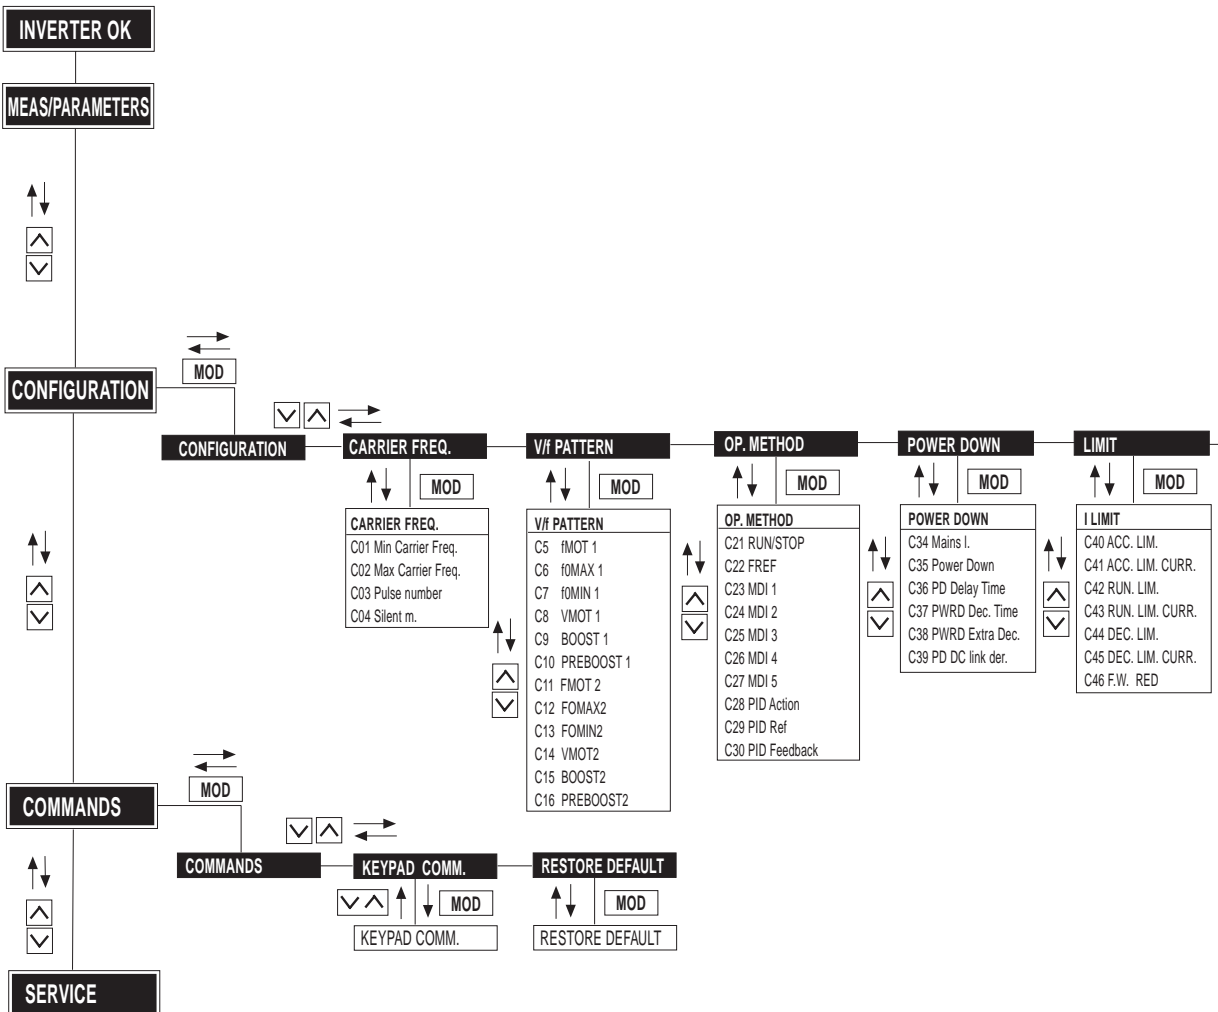 INVERTER OK
MEAS/PARAMETERS
MOD
CONFIGURATION
CONFIGURATION
CARRIER FREQ.
V/f PATTERN
OP. METHOD
POWER DOWN
LIMIT
MOD
MOD
MOD
MOD
MOD
CARRIER FREQ.
C01 Min Carrier Freq.
C02 Max Carrier Freq.
C03 Pulse number
C04 Silent m.
V/f PATTERN
C5 fMOT 1
C6 f0MAX 1
C7 f0MIN 1
C8 VMOT 1
C9 BOOST 1
C10 PREBOOST 1
C11 FMOT 2
C12 FOMAX2
C13 FOMIN2
C14 VMOT2
C15 BOOST2
C16 PREBOOST2
OP. METHOD
C21 RUN/STOP
C22 FREF
C23 MDI 1
C24 MDI 2
C25 MDI 3
C26 MDI 4
C27 MDI 5
C28 PID Action
C29 PID Ref
C30 PID Feedback
POWER DOWN
C34 Mains l.
C35 Power Down
C36 PD Delay Time
C37 PWRD Dec. Time
C38 PWRD Extra Dec.
C39 PD DC link der.
I LIMIT
C40 ACC. LIM.
C41 ACC. LIM. CURR.
C42 RUN. LIM.
C43 RUN. LIM. CURR.
C44 DEC. LIM.
C45 DEC. LIM. CURR.
C46 F.W. RED
MOD
COMMANDS
COMMANDS
KEYPAD COMM.
RESTORE DEFAULT
MOD
MOD
KEYPAD COMM.
RESTORE DEFAULT
SERVICE